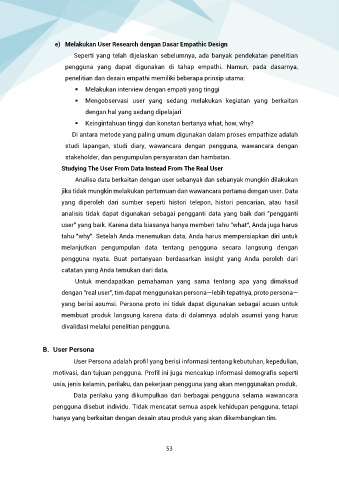 e) Melakukan User Research dengan Dasar Empathic Design
Seperti yang telah dijelaskan sebelumnya, ada banyak pendekatan penelitian
pengguna yang dapat digunakan di tahap empathi. Namun, pada dasarnya,
penelitian dan desain empathi memiliki beberapa prinsip utama:
▪ Melakukan interview dengan empati yang tinggi
▪ Mengobservasi user yang sedang melakukan kegiatan yang berkaitan
dengan hal yang sedang dipelajari
▪ Keingintahuan tinggi dan konstan bertanya what, how, why?
Di antara metode yang paling umum digunakan dalam proses empathize adalah
studi lapangan, studi diary, wawancara dengan pengguna, wawancara dengan
stakeholder, dan pengumpulan persyaratan dan hambatan.
Studying The User From Data Instead From The Real User
Analisa data berkaitan dengan user sebanyak dan sebanyak mungkin dilakukan
jika tidak mungkin melakukan pertemuan dan wawancara pertama dengan user. Data
yang diperoleh dari sumber seperti histori telepon, histori pencarian, atau hasil
analisis tidak dapat digunakan sebagai pengganti data yang baik dari "pengganti
user" yang baik. Karena data biasanya hanya memberi tahu "what", Anda juga harus
tahu "why". Setelah Anda menemukan data, Anda harus mempersiapkan diri untuk
melanjutkan pengumpulan data tentang pengguna secara langsung dengan
pengguna nyata. Buat pertanyaan berdasarkan insight yang Anda peroleh dari
catatan yang Anda temukan dari data.
Untuk mendapatkan pemahaman yang sama tentang apa yang dimaksud
dengan "real user", tim dapat menggunakan persona—lebih tepatnya, proto persona—
yang berisi asumsi. Persona proto ini tidak dapat digunakan sebagai acuan untuk
membuat produk langsung karena data di dalamnya adalah asumsi yang harus
divalidasi melalui penelitian pengguna.
B. User Persona
User Persona adalah profil yang berisi informasi tentang kebutuhan, kepedulian,
motivasi, dan tujuan pengguna. Profil ini juga mencakup informasi demografis seperti
usia, jenis kelamin, perilaku, dan pekerjaan pengguna yang akan menggunakan produk.
Data perilaku yang dikumpulkan dari berbagai pengguna selama wawancara
pengguna disebut individu. Tidak mencatat semua aspek kehidupan pengguna, tetapi
hanya yang berkaitan dengan desain atau produk yang akan dikembangkan tim.
53